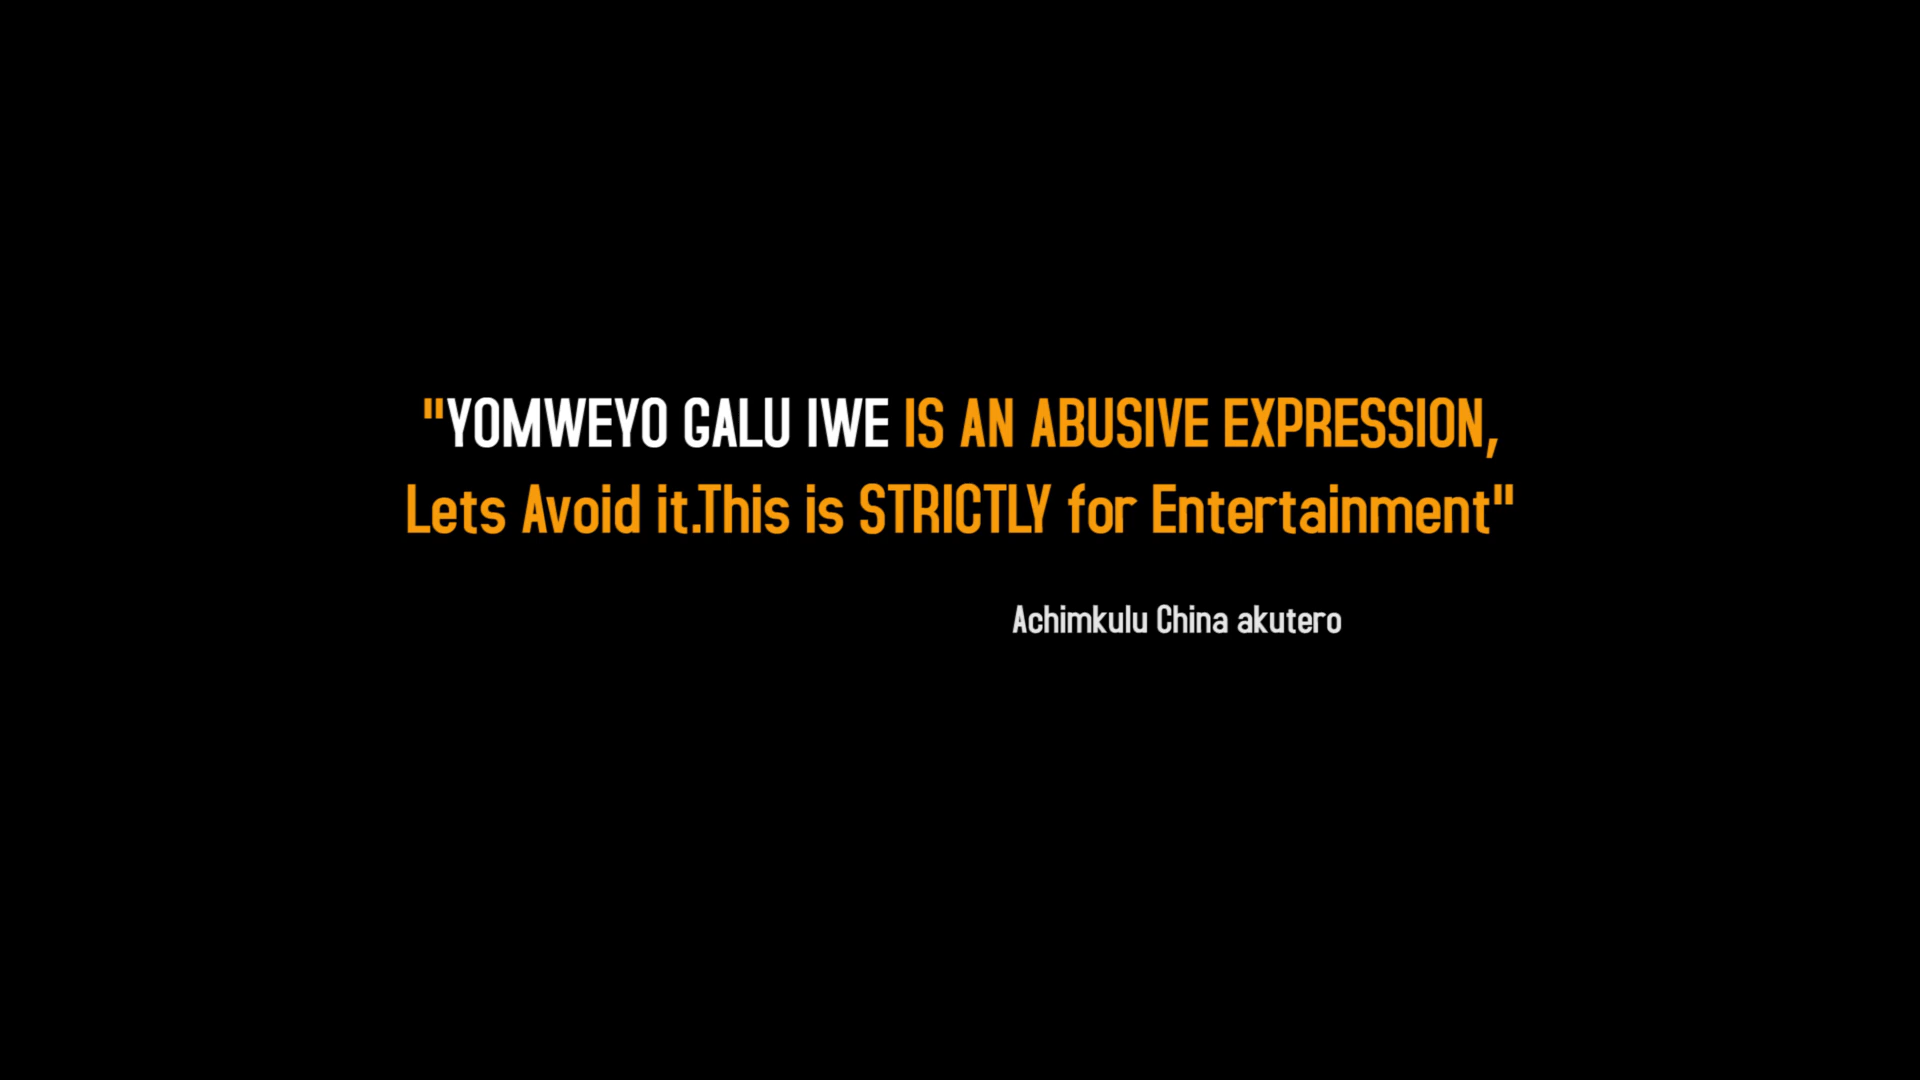 "YOMWEYO GALU IWE IS AN ABUSIVE EXPRESSION,
Lets Avoid it.This is STRICTLY for Entertainment"
Achimkulu China akutero